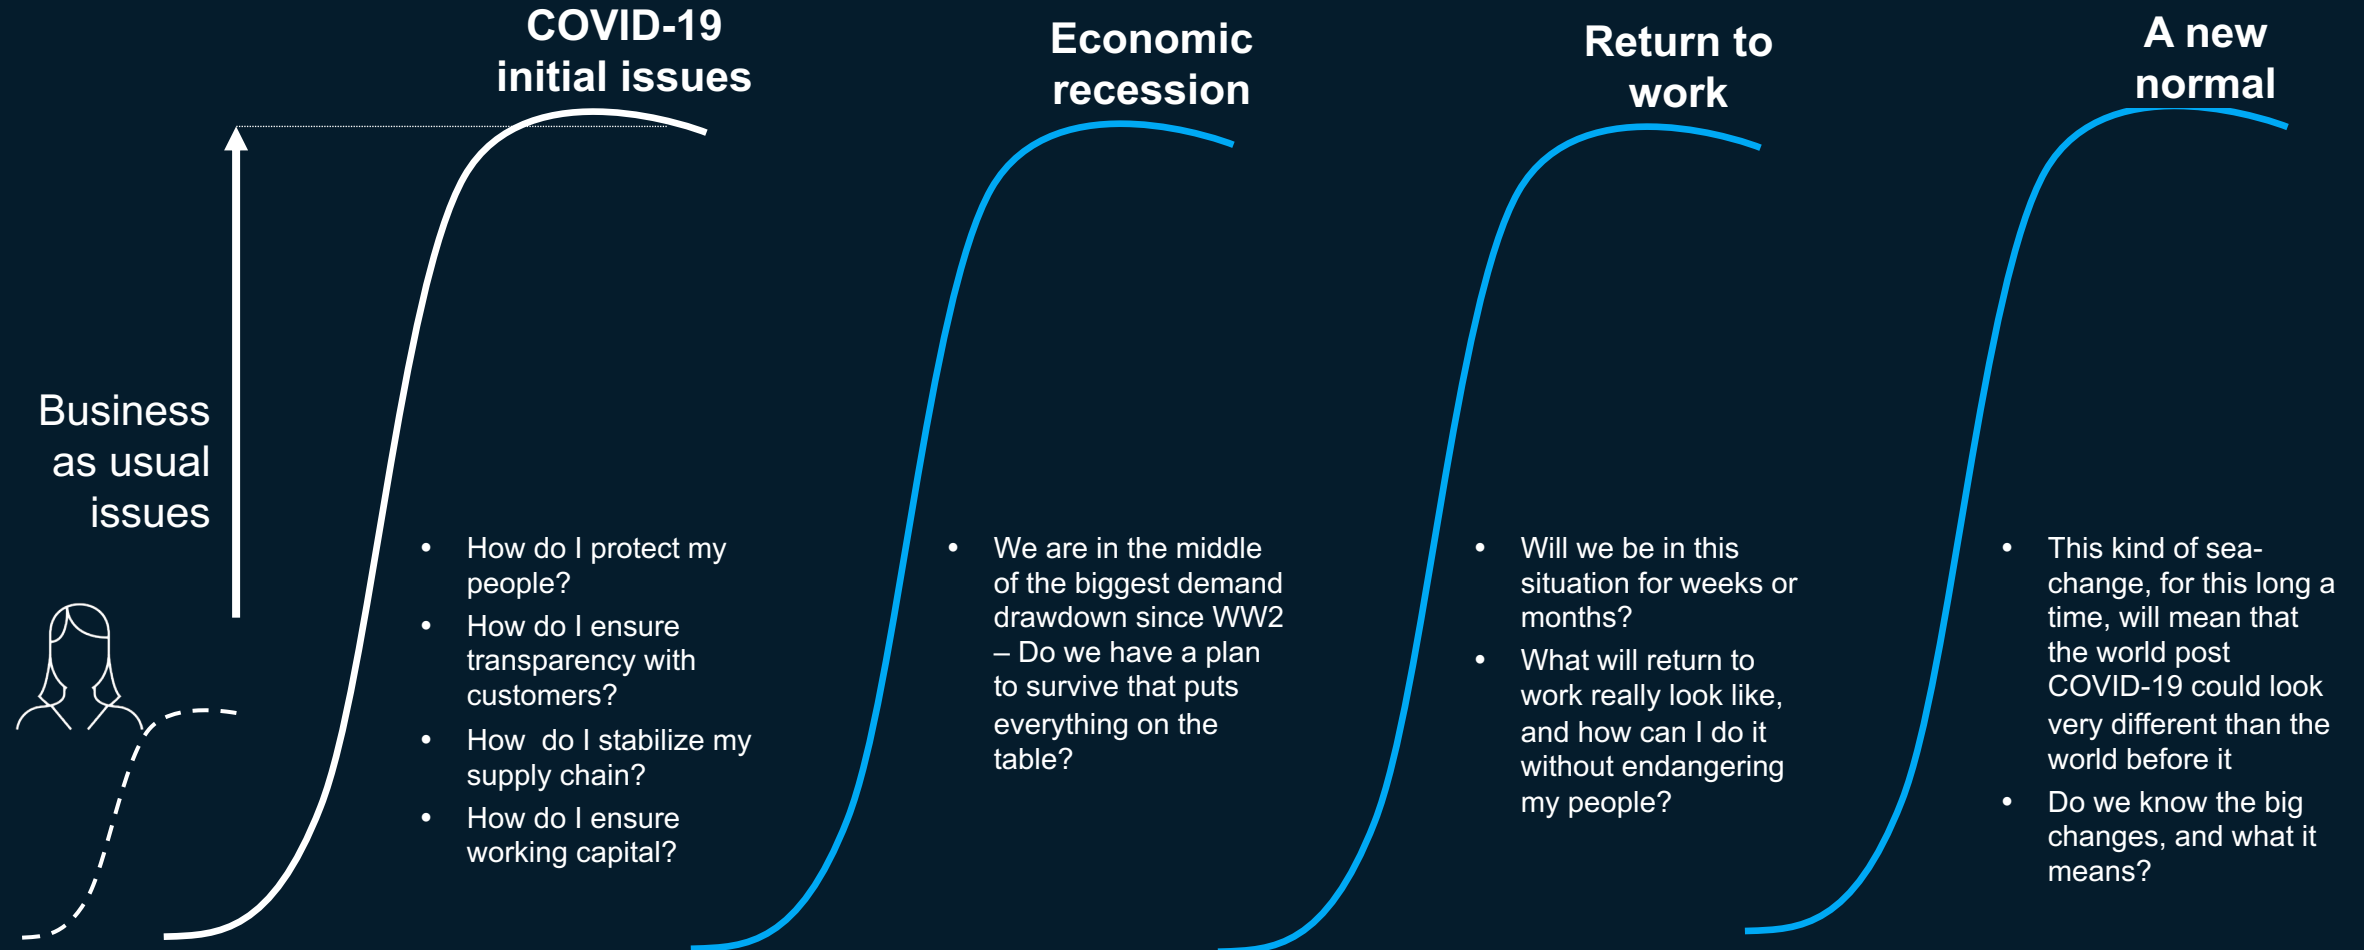 COVID-19
initial issues
Economic
recession
Return to
work
A new
normal
Business
as usual
issues
• How do I protect my
people?
• How do I ensure
transparency with
customers?
• How  do I stabilize my
supply chain?
• How do I ensure
working capital?
• We are in the middle
of the biggest demand
drawdown since WW2
– Do we have a plan
to survive that puts
everything on the
table?
• Will we be in this
situation for weeks or
months?
• What will return to
work really look like,
and how can I do it
without endangering
my people?
• This kind of sea-
change, for this long a
time, will mean that
the world post
COVID-19 could look
very different than the
world before it
• Do we know the big
changes, and what it
means?